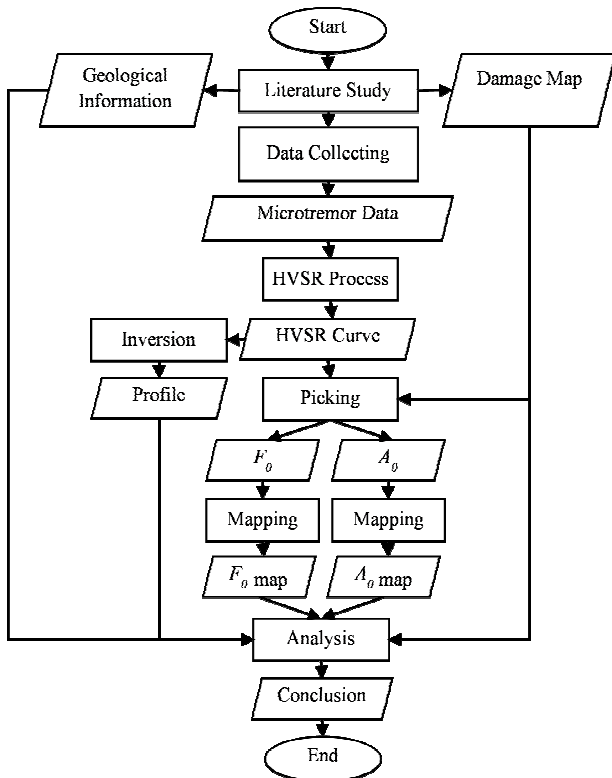 Start
Geological
Information
Literature Study
Damage Map
Data Collecting
Microtremor Data
HVSR Process
HVSR Curve
Inversion
Profile
Picking
F₀
A₀
Mapping
Mapping
F₀ map
A₀ map
Analysis
Conclusion
End